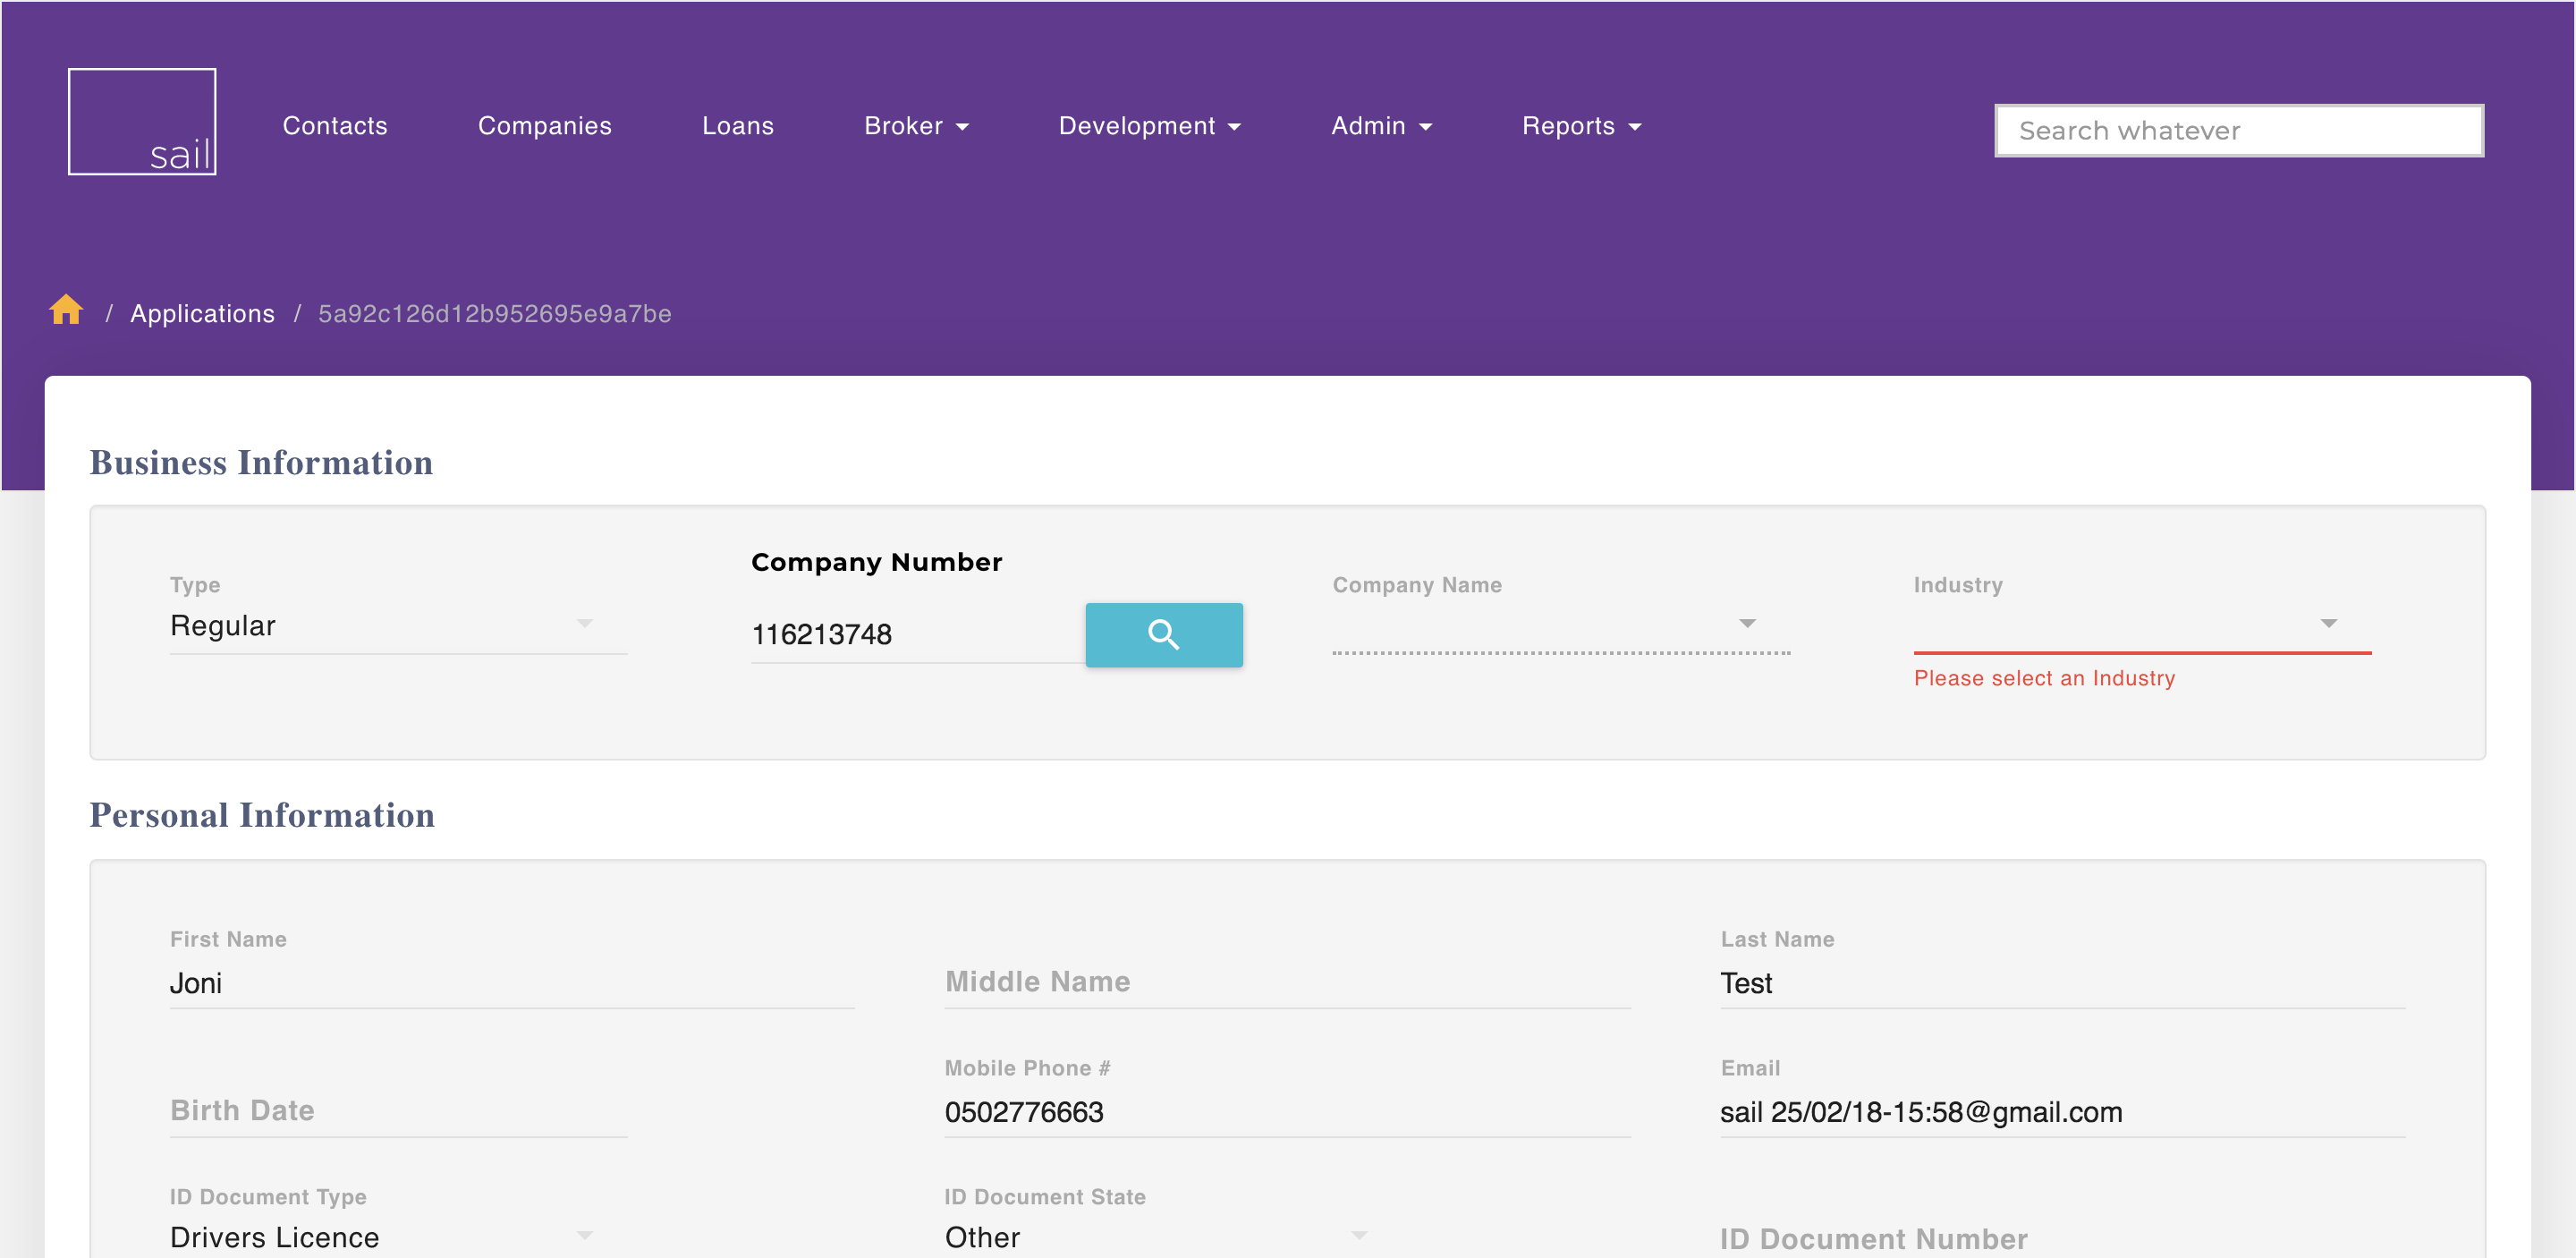 sail
Contacts Companies Loans Broker Development Admin Reports Search whatever
/ Applications / 5a92c126d12b952695e9a7be
Business Information
Type Company Number Company Name Industry
Regular 116213748
Please select an Industry
Personal Information
First Name Last Name
Joni Middle Name Test
Mobile Phone # Email
Birth Date 0502776663 sail 25/02/18-15:58@gmail.com
ID Document Type ID Document State
Drivers Licence Other ID Document Number